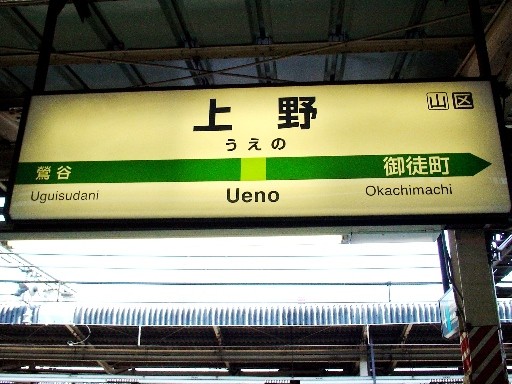 山 区
上野
うえの
鶯谷 御徒町
Uguisudani Ueno Okachimachi